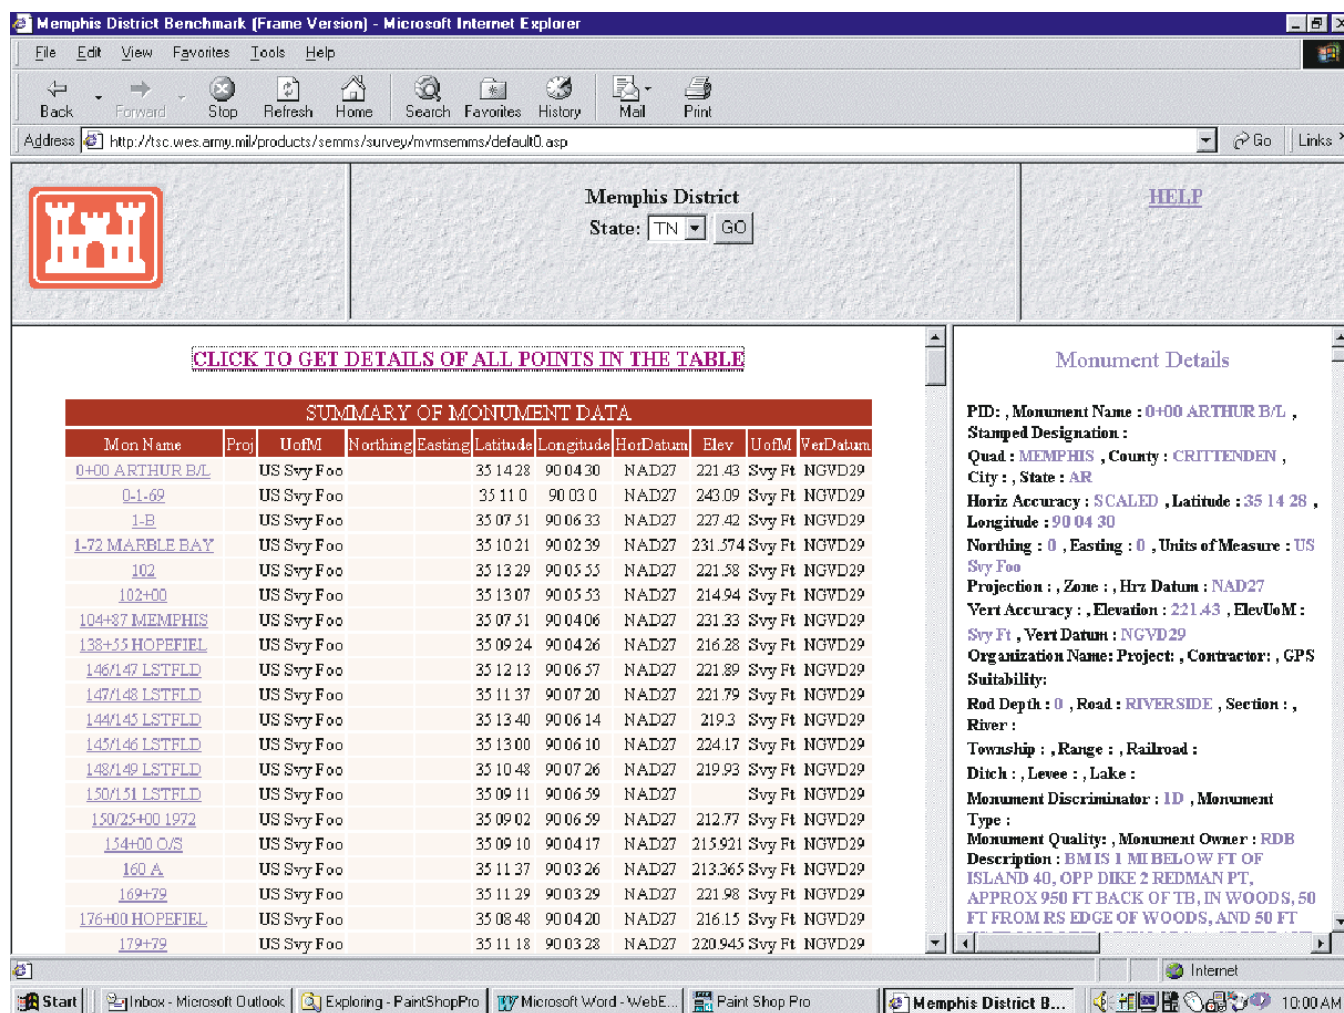 Memphis District Benchmark (Frame Version) - Microsoft Internet Explorer
File Edit View Favorites Tools Help
Back Forward Stop Refresh Home Search Favorites History Mail Print
Address http://tsc.wes.army.mil/products/semms/survey/mvmsemms/default0.asp Go Links
Memphis District
State: TN GO
HELP
CLICK TO GET DETAILS OF ALL POINTS IN THE TABLE
SUMMARY OF MONUMENT DATA
Mon Name Proj UofM Northing Easting Latitude Longitude HorDatum Elev UofM VerDatum
0+00 ARTHUR B/L US Svy Foo 35 14 28 90 04 30 NAD27 221.43 Svy Ft NGVD29
0-1-69 US Svy Foo 35 11 0 90 03 0 NAD27 243.09 Svy Ft NGVD29
1-B US Svy Foo 35 07 51 90 06 33 NAD27 227.42 Svy Ft NGVD29
1-72 MARBLE BAY US Svy Foo 35 10 21 90 02 39 NAD27 231.574 Svy Ft NGVD29
102 US Svy Foo 35 13 29 90 05 55 NAD27 221.58 Svy Ft NGVD29
102+00 US Svy Foo 35 13 07 90 05 53 NAD27 214.94 Svy Ft NGVD29
104+87 MEMPHIS US Svy Foo 35 07 51 90 04 06 NAD27 231.33 Svy Ft NGVD29
138+55 HOPEFIEL US Svy Foo 35 09 24 90 04 26 NAD27 216.28 Svy Ft NGVD29
146/147 LSTFLD US Svy Foo 35 12 13 90 06 57 NAD27 221.89 Svy Ft NGVD29
147/148 LSTFLD US Svy Foo 35 11 37 90 07 20 NAD27 221.79 Svy Ft NGVD29
144/145 LSTFLD US Svy Foo 35 13 40 90 06 14 NAD27 219.3 Svy Ft NGVD29
145/146 LSTFLD US Svy Foo 35 13 00 90 06 10 NAD27 224.17 Svy Ft NGVD29
148/149 LSTFLD US Svy Foo 35 10 48 90 07 26 NAD27 219.93 Svy Ft NGVD29
150/151 LSTFLD US Svy Foo 35 09 11 90 06 59 NAD27 Svy Ft NGVD29
150/25+00 1972 US Svy Foo 35 09 02 90 06 59 NAD27 212.77 Svy Ft NGVD29
154+00 O/S US Svy Foo 35 09 10 90 04 17 NAD27 215.921 Svy Ft NGVD29
160 A US Svy Foo 35 11 37 90 03 26 NAD27 213.365 Svy Ft NGVD29
169+79 US Svy Foo 35 11 29 90 03 29 NAD27 221.98 Svy Ft NGVD29
176+00 HOPEFIEL US Svy Foo 35 08 48 90 04 20 NAD27 216.15 Svy Ft NGVD29
179+79 US Svy Foo 35 11 18 90 03 28 NAD27 220.945 Svy Ft NGVD29
Monument Details
PID: , Monument Name : 0+00 ARTHUR B/L ,
Stamped Designation :
Quad : MEMPHIS , County : CRITTENDEN ,
City : , State : AR
Horiz Accuracy : SCALED , Latitude : 35 14 28 ,
Longitude : 90 04 30
Northing : 0 , Easting : 0 , Units of Measure : US
Svy Foo
Projection : , Zone : , Hrz Datum : NAD27
Vert Accuracy : , Elevation : 221.43 , ElevUoM :
Svy Ft , Vert Datum : NGVD29
Organization Name: Project: , Contractor: , GPS
Suitability:
Rod Depth : 0 , Road : RIVERSIDE , Section : ,
River :
Township : , Range : , Railroad :
Ditch : , Levee : , Lake :
Monument Discriminator : 1D , Monument
Type :
Monument Quality: , Monument Owner : RDB
Description : BM IS 1 MI BELOW FT OF
ISLAND 40, OPP DIKE 2 REDMAN PT,
APPROX 950 FT BACK OF TB, IN WOODS, 50
FT FROM RS EDGE OF WOODS, AND 50 FT
Internet
Start Inbox - Microsoft Outlook Exploring - PaintShopPro Microsoft Word - WebE... Paint Shop Pro Memphis District B... 10:00 AM